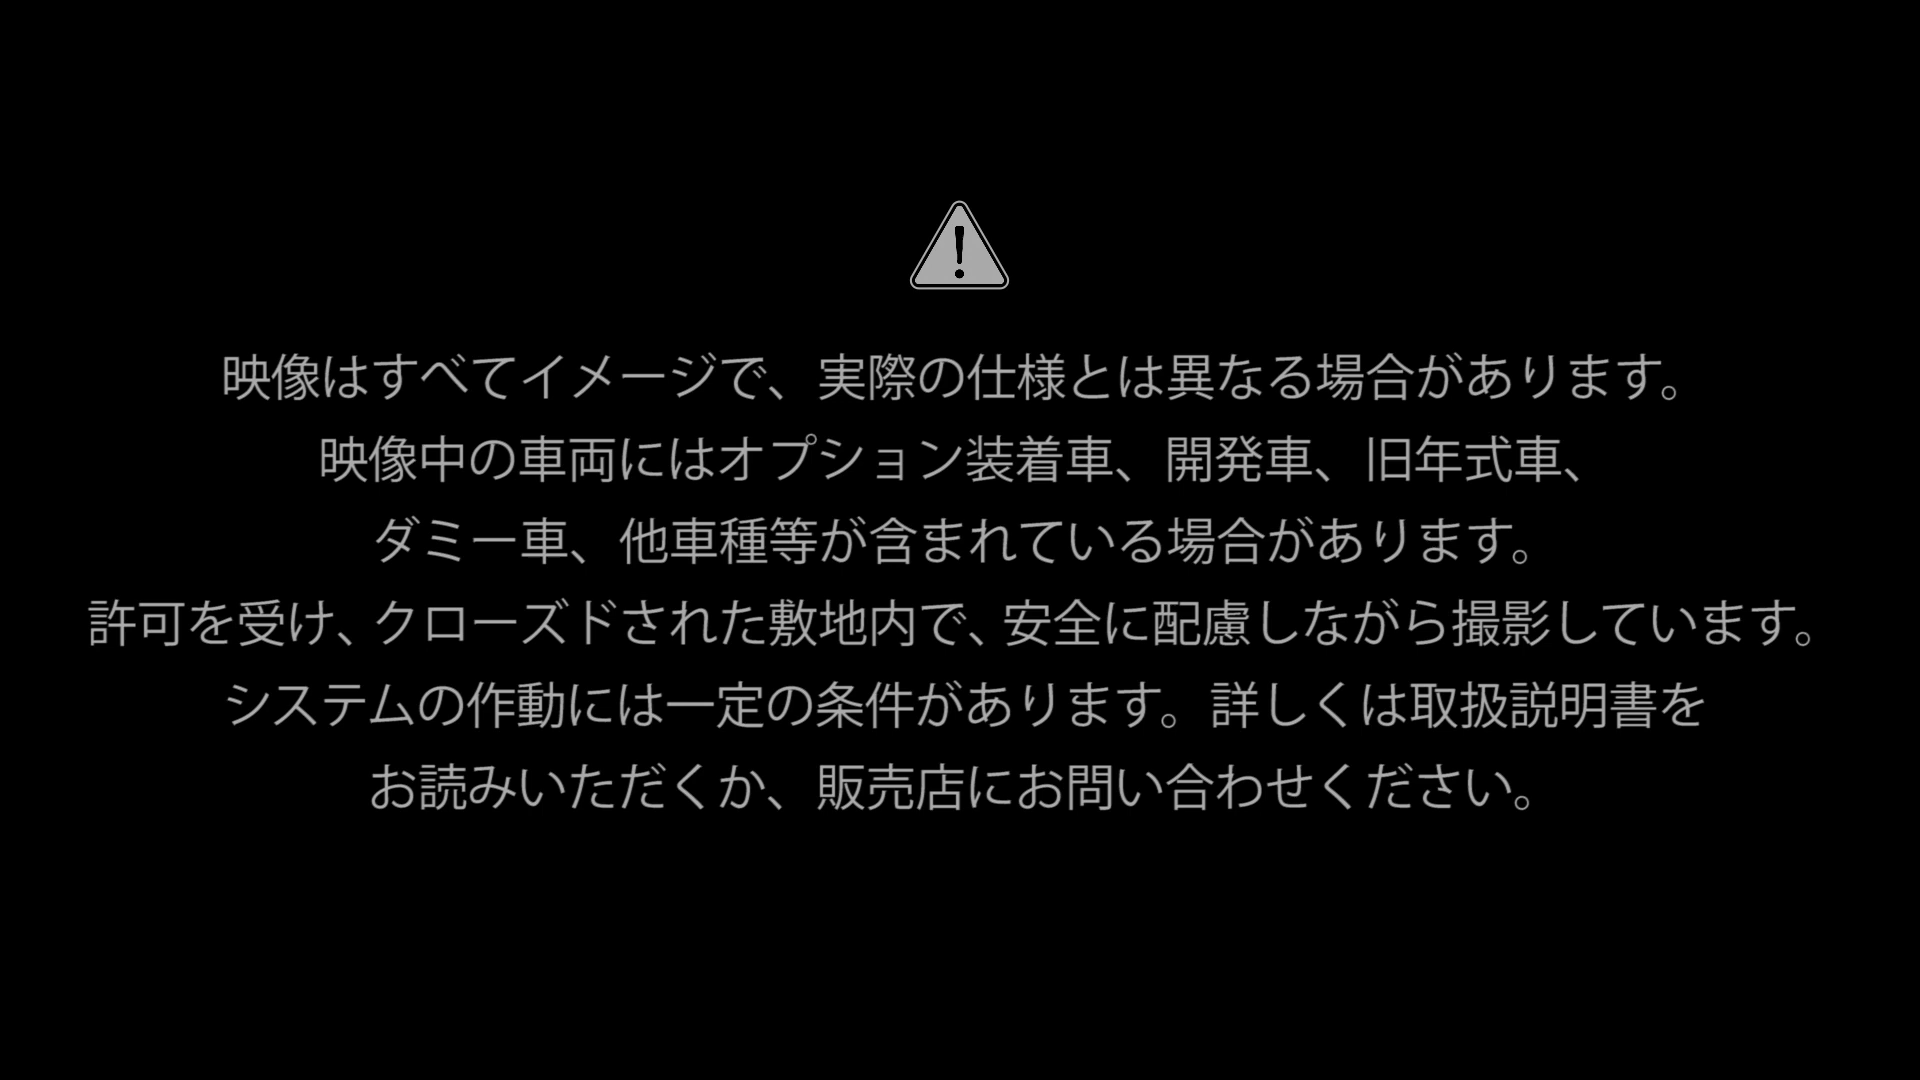 映像はすべてイメージで、実際の仕様とは異なる場合があります。
映像中の車両にはオプション装着車、開発車、旧年式車、
ダミー車、他車種等が含まれている場合があります。
許可を受け、クローズドされた敷地内で、安全に配慮しながら撮影しています。
システムの作動には一定の条件があります。詳しくは取扱説明書を
お読みいただくか、販売店にお問い合わせください。